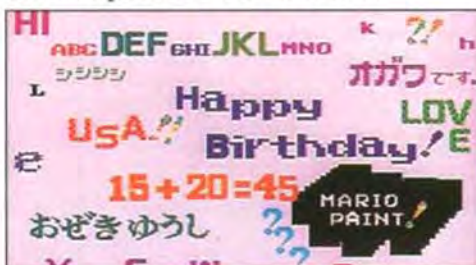 HI
ABC DEF GHI JKL MNO
k
?!
h
L
シシシシ
オガワです。
Happy
Birthday!
LOV
E
USA.!!
e
15+20=45
MARIO
PAINT!
おぜきゆうし
???